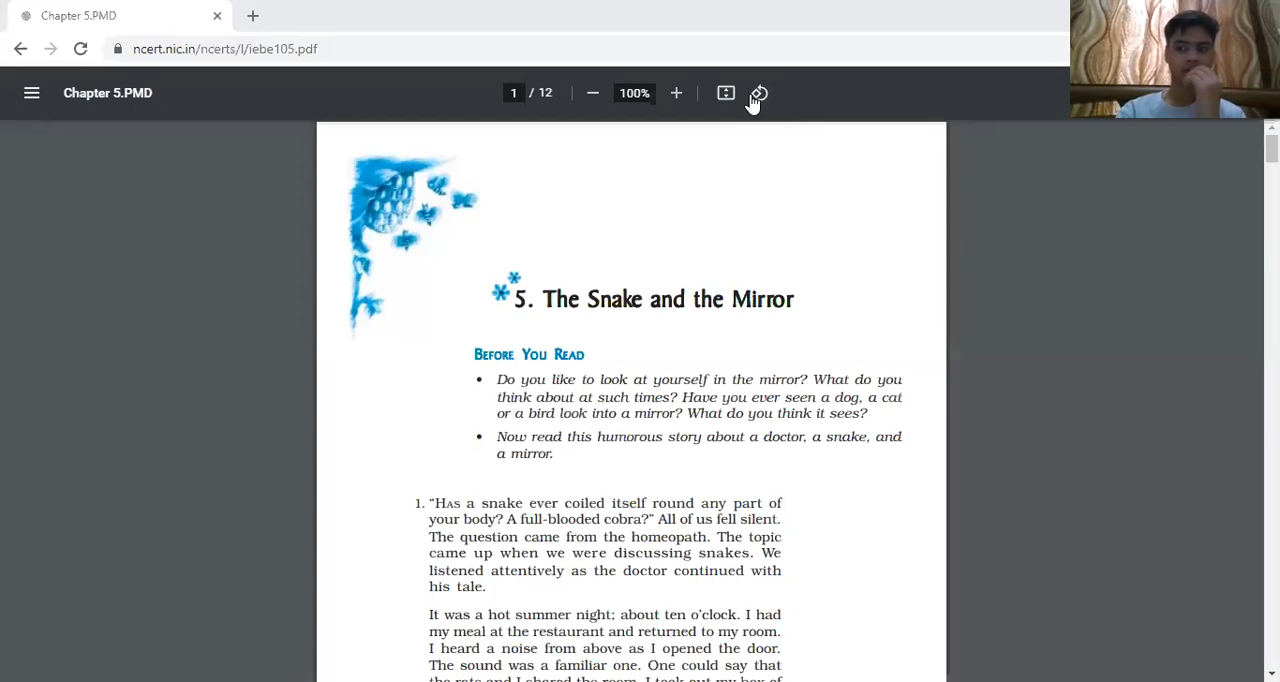 Chapter 5.PMD
ncert.nic.in/ncerts/l/iebe105.pdf
Chapter 5.PMD
1 / 12
100%
5. The Snake and the Mirror
BEFORE YOU READ
• Do you like to look at yourself in the mirror? What do you
think about at such times? Have you ever seen a dog, a cat
or a bird look into a mirror? What do you think it sees?
• Now read this humorous story about a doctor, a snake, and
a mirror.
1. “HAS a snake ever coiled itself round any part of
your body? A full-blooded cobra?” All of us fell silent.
The question came from the homeopath. The topic
came up when we were discussing snakes. We
listened attentively as the doctor continued with
his tale.
It was a hot summer night; about ten o’clock. I had
my meal at the restaurant and returned to my room.
I heard a noise from above as I opened the door.
The sound was a familiar one. One could say that
the rats and I shared the room. I took out my box of